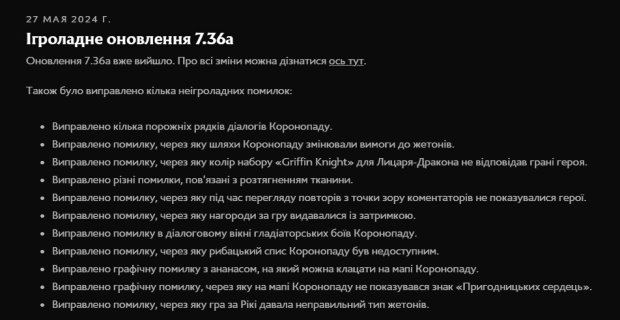 27 МАЯ 2024 Г.
Ігроладне оновлення 7.36a
Оновлення 7.36a вже вийшло. Про всі зміни можна дізнатися ось тут.
Також було виправлено кілька неігроладних помилок:
• Виправлено кілька порожніх рядків діалогів Коронопаду.
• Виправлено помилку, через яку шляхи Коронопаду змінювали вимоги до жетонів.
• Виправлено помилку, через яку колір набору «Griffin Knight» для Лицаря-Дракона не відповідав грані героя.
• Виправлено різні помилки, пов'язані з розтягненням тканини.
• Виправлено помилку, через яку під час перегляду повторів з точки зору коментаторів не показувалися герої.
• Виправлено помилку, через яку нагороди за гру видавалися із затримкою.
• Виправлено помилку в діалоговому вікні гладіаторських боїв Коронопаду.
• Виправлено помилку, через яку рибацький спис Коронопаду був недоступним.
• Виправлено графічну помилку з ананасом, на який можна клацати на мапі Коронопаду.
• Виправлено графічну помилку, через яку на мапі Коронопаду не показувався знак «Пригодницьких сердець».
• Виправлено помилку, через яку гра за Рікі давала неправильний тип жетонів.